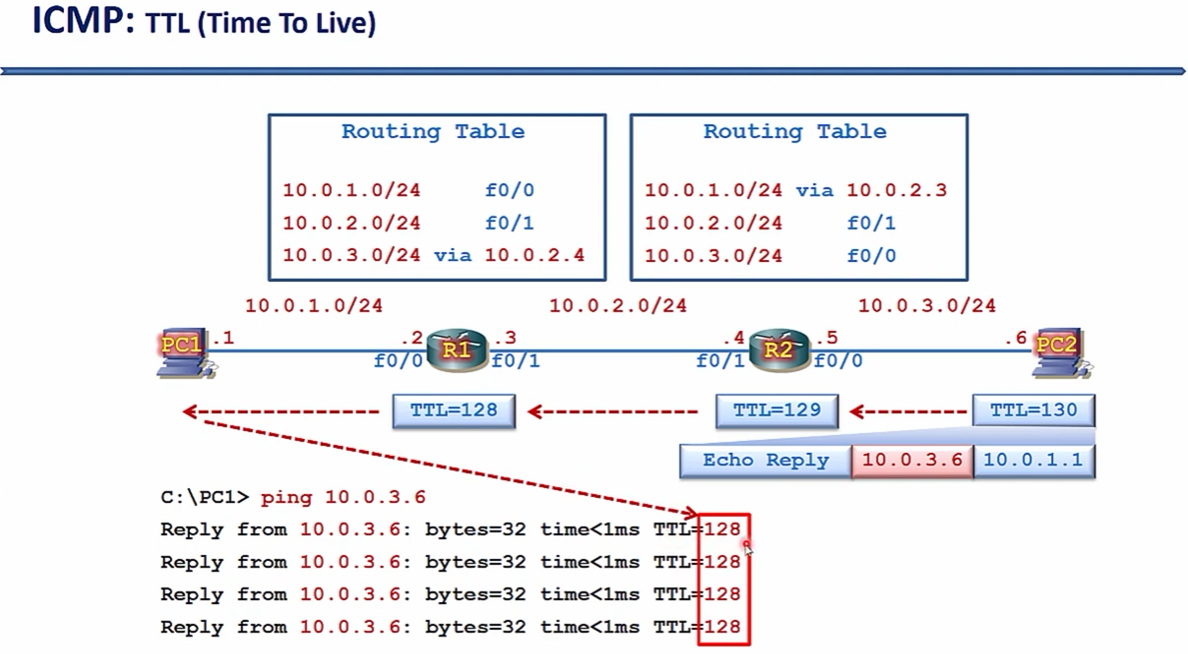 ICMP: TTL (Time To Live)
Routing Table
10.0.1.0/24 f0/0
10.0.2.0/24 f0/1
10.0.3.0/24 via 10.0.2.4
Routing Table
10.0.1.0/24 via 10.0.2.3
10.0.2.0/24 f0/1
10.0.3.0/24 f0/0
10.0.1.0/24 10.0.2.0/24 10.0.3.0/24
PC1 .1 .2 R1 .3 .4 R2 .5 .6 PC2
f0/0 f0/1 f0/1 f0/0
TTL=128 TTL=129 TTL=130
Echo Reply 10.0.3.6 10.0.1.1
C:\PC1> ping 10.0.3.6
Reply from 10.0.3.6: bytes=32 time<1ms TTL=128
Reply from 10.0.3.6: bytes=32 time<1ms TTL=128
Reply from 10.0.3.6: bytes=32 time<1ms TTL=128
Reply from 10.0.3.6: bytes=32 time<1ms TTL=128